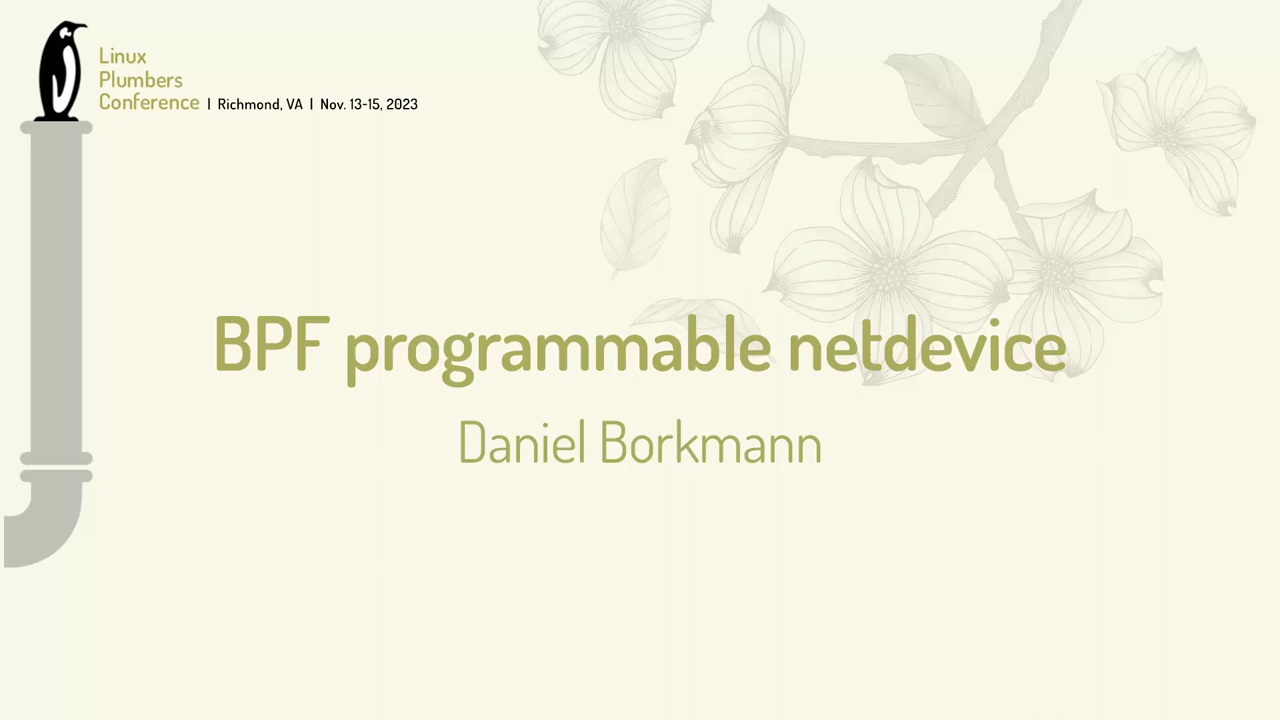 Linux
Plumbers
Conference | Richmond, VA | Nov. 13-15, 2023
BPF programmable netdevice
Daniel Borkmann